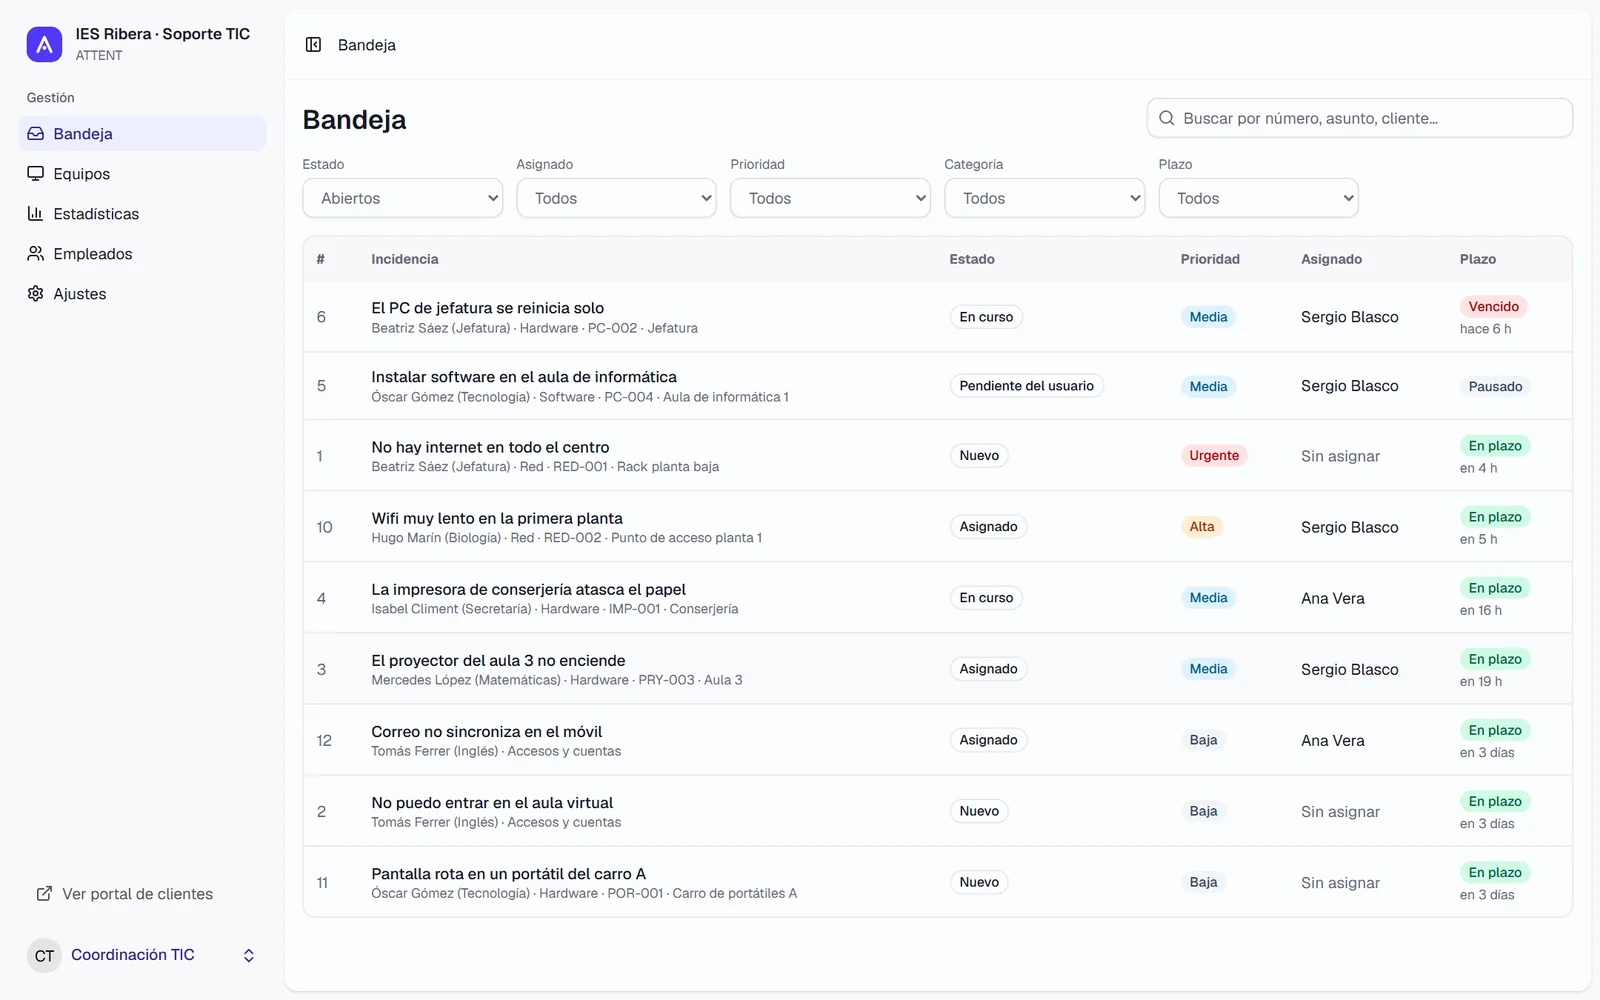 IES Ribera · Soporte TIC
ATTENT
Gestión
Bandeja
Equipos
Estadísticas
Empleados
Ajustes
Ver portal de clientes
CT Coordinación TIC
Bandeja
Bandeja
Buscar por número, asunto, cliente...
Estado Asignado Prioridad Categoría Plazo
Abiertos Todos Todos Todos Todos
# Incidencia Estado Prioridad Asignado Plazo
6 El PC de jefatura se reinicia solo En curso Media Sergio Blasco Vencido
Beatriz Sáez (Jefatura) · Hardware · PC-002 · Jefatura hace 6 h
5 Instalar software en el aula de informática Pendiente del usuario Media Sergio Blasco Pausado
Óscar Gómez (Tecnología) · Software · PC-004 · Aula de informática 1
1 No hay internet en todo el centro Nuevo Urgente Sin asignar En plazo
Beatriz Sáez (Jefatura) · Red · RED-001 · Rack planta baja en 4 h
10 Wifi muy lento en la primera planta Asignado Alta Sergio Blasco En plazo
Hugo Marín (Biología) · Red · RED-002 · Punto de acceso planta 1 en 5 h
4 La impresora de conserjería atasca el papel En curso Media Ana Vera En plazo
Isabel Climent (Secretaría) · Hardware · IMP-001 · Conserjería en 16 h
3 El proyector del aula 3 no enciende Asignado Media Sergio Blasco En plazo
Mercedes López (Matemáticas) · Hardware · PRY-003 · Aula 3 en 19 h
12 Correo no sincroniza en el móvil Asignado Baja Ana Vera En plazo
Tomás Ferrer (Inglés) · Accesos y cuentas en 3 días
2 No puedo entrar en el aula virtual Nuevo Baja Sin asignar En plazo
Tomás Ferrer (Inglés) · Accesos y cuentas en 3 días
11 Pantalla rota en un portátil del carro A Nuevo Baja Sin asignar En plazo
Óscar Gómez (Tecnología) · Hardware · POR-001 · Carro de portátiles A en 3 días